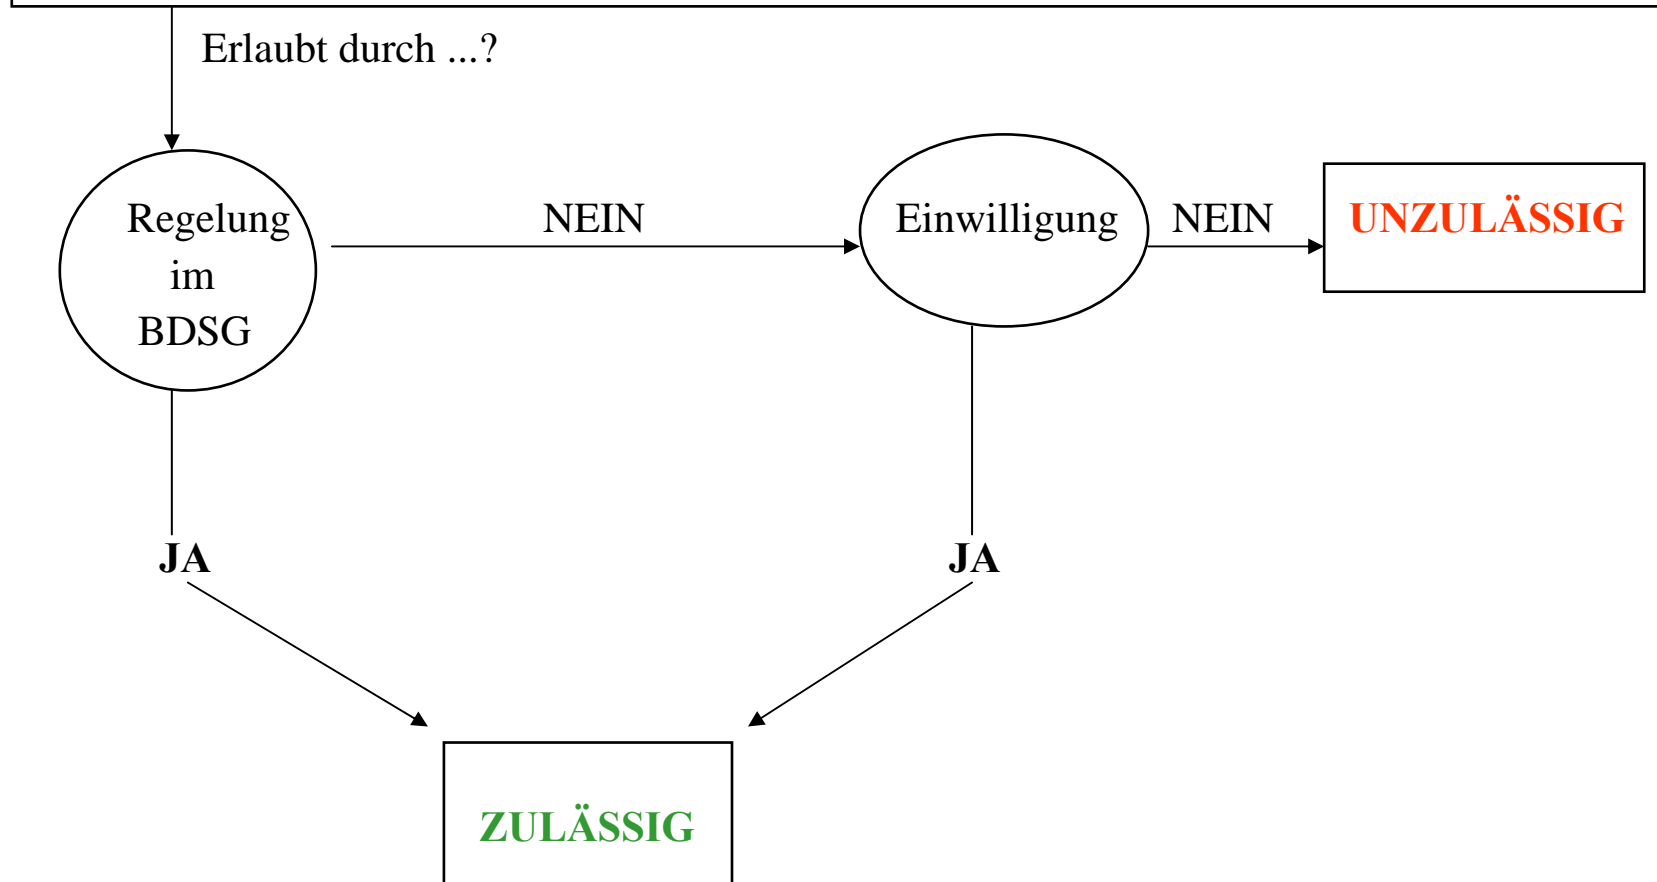 Erlaubt durch ...?
Regelung
im
BDSG
NEIN
Einwilligung
NEIN
UNZULÄSSIG
JA
JA
ZULÄSSIG